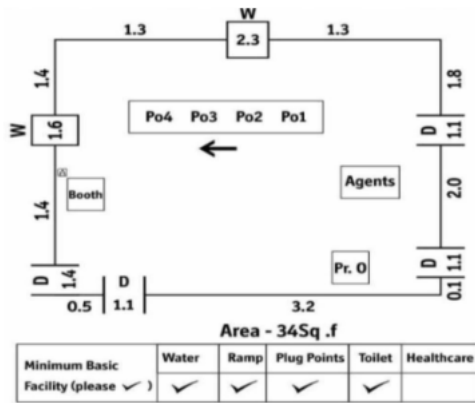 W
1.3 2.3 1.3
1.4 1.8
Po4 Po3 Po2 Po1
W 1.6 D 1.1
Agents
Booth
1.4 2.0
Pr. O
D 1.4 D 1.1
D
0.5 1.1 3.2 0.1
Area - 34Sq .f
Minimum Basic Water Ramp Plug Points Toilet Healthcare
Facility (please ✓ ) ✓ ✓ ✓ ✓